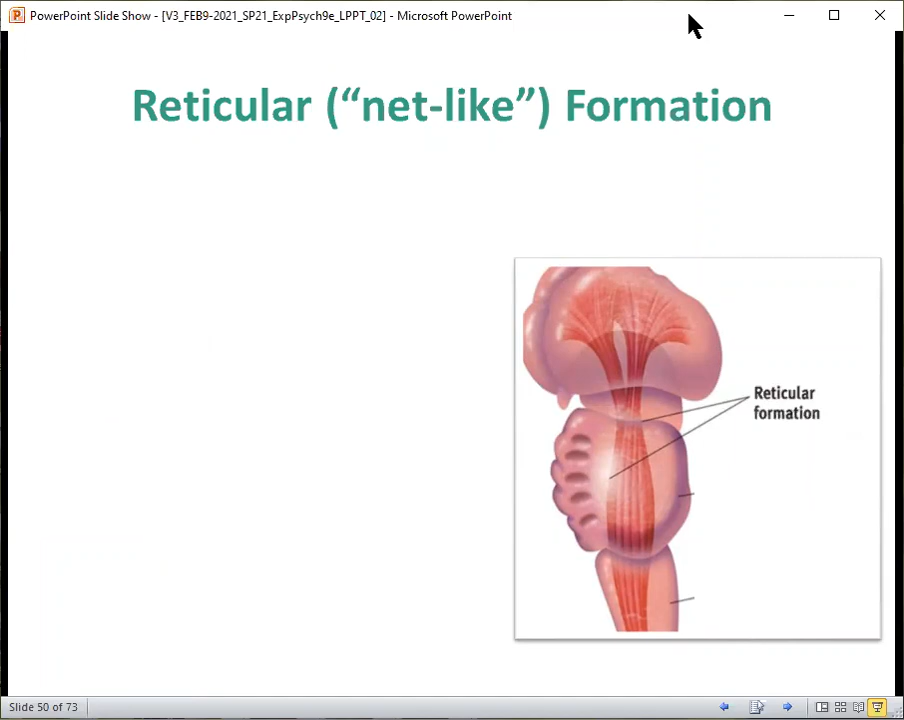 PowerPoint Slide Show - [V3_FEB9-2021_SP21_ExpPsych9e_LPPT_02] - Microsoft PowerPoint
Reticular (“net-like”) Formation
Reticular
formation
Slide 50 of 73